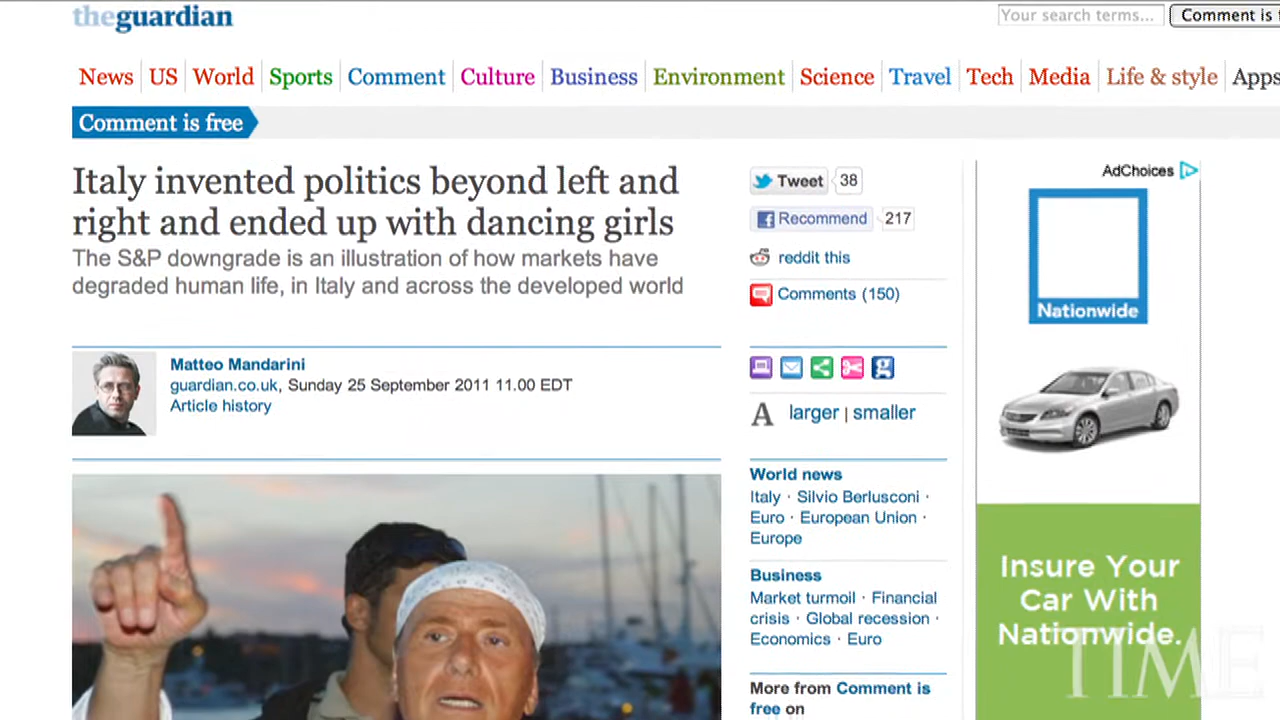 theguardian
Your search terms...
Comment is
News US World Sports Comment Culture Business Environment Science Travel Tech Media Life & style Apps
Comment is free
Italy invented politics beyond left and
right and ended up with dancing girls
The S&P downgrade is an illustration of how markets have
degraded human life, in Italy and across the developed world
Matteo Mandarini
guardian.co.uk, Sunday 25 September 2011 11.00 EDT
Article history
Tweet 38
Recommend 217
reddit this
Comments (150)
A larger | smaller
World news
Italy · Silvio Berlusconi ·
Euro · European Union ·
Europe
Business
Market turmoil · Financial
crisis · Global recession ·
Economics · Euro
More from Comment is
free on
AdChoices
Nationwide
Insure Your
Car With
Nationwide.
TIME